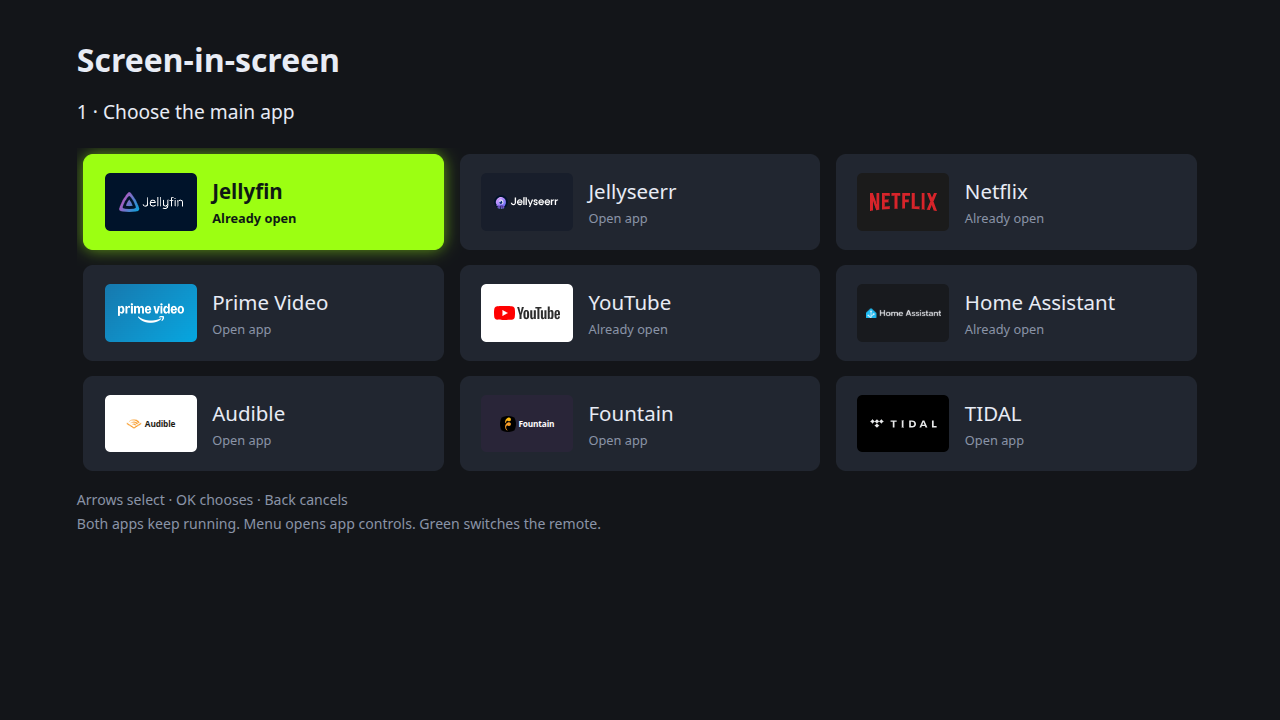 Screen-in-screen
1 · Choose the main app
Jellyfin
Jellyfin
Already open
Jellyseerr
Jellyseerr
Open app
NETFLIX
Netflix
Already open
prime video
Prime Video
Open app
YouTube
YouTube
Already open
Home Assistant
Home Assistant
Already open
Audible
Audible
Open app
Fountain
Fountain
Open app
TIDAL
TIDAL
Open app
Arrows select · OK chooses · Back cancels
Both apps keep running. Menu opens app controls. Green switches the remote.